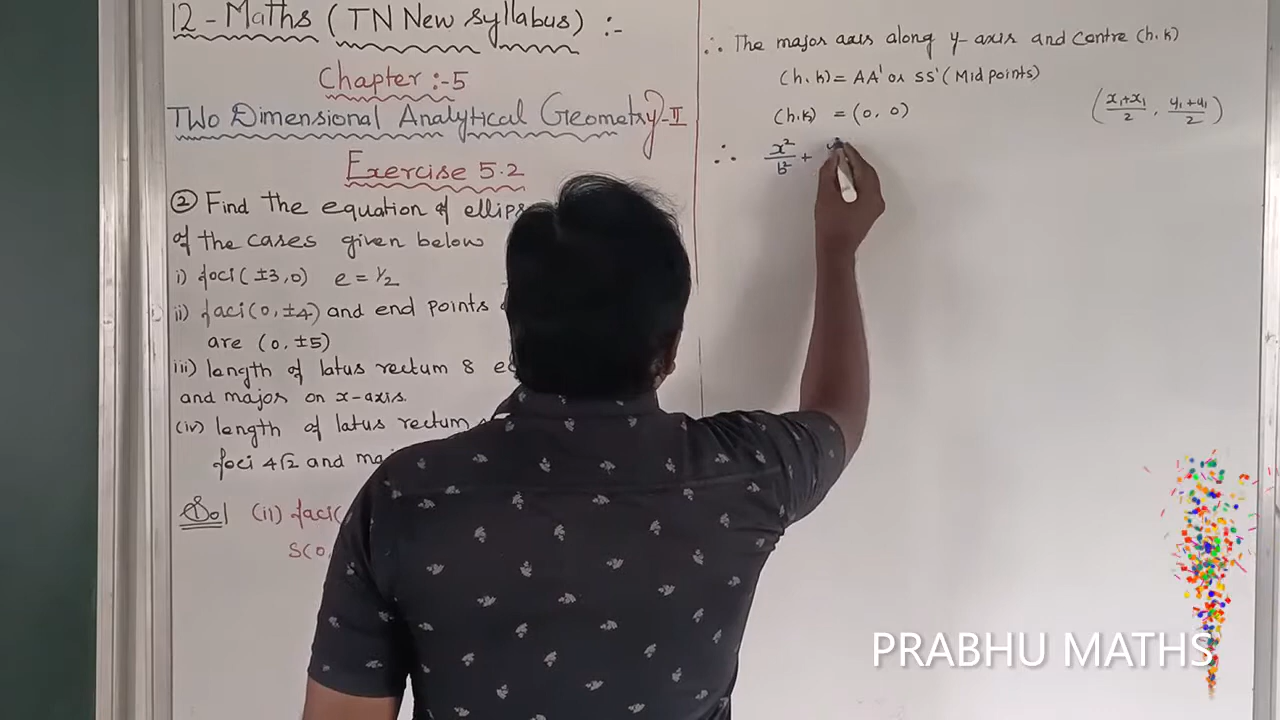 12 - Maths ( TN New syllabus) :-
Chapter :-5
TWO Dimensional Analytical Geometry-II
Exercise 5.2
② Find the equation of
of the cases given below
i) foci (±3,0) e = 1/2
ii) faci (0, ±4) and end points
are (0, ±5)
iii) length of latus rectum 8
and major on x-axis.
(iv) length of latus rectum
foci 4√2 and
Sol (ii) faci(
S(0,
∴ The major axis along y-axis and centre (h, k)
(h, k) = AA' or SS' (Mid points)
(h,k) = (0, 0) (x₁+x₁/2, y₁+y₁/2)
∴ x²/b² +
PRABHU MATHS